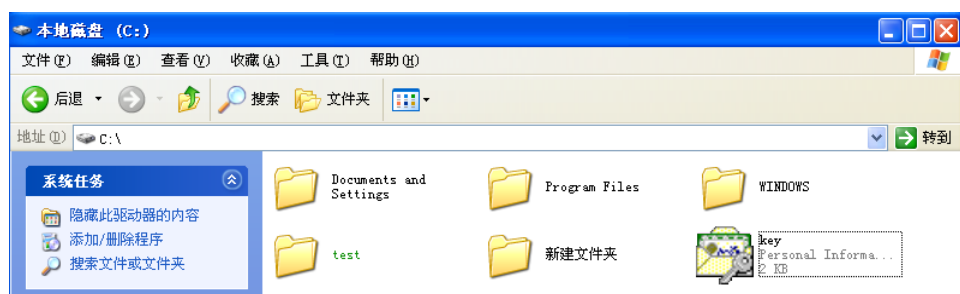 本地磁盘 (C:)
文件(F) 编辑(E) 查看(V) 收藏(A) 工具(T) 帮助(H)
后退 搜索 文件夹
地址(D) C:\ 转到
系统任务
隐藏此驱动器的内容
添加/删除程序
搜索文件或文件夹
Documents and
Settings
Program Files
WINDOWS
test
新建文件夹
key
Personal Informa...
2 KB